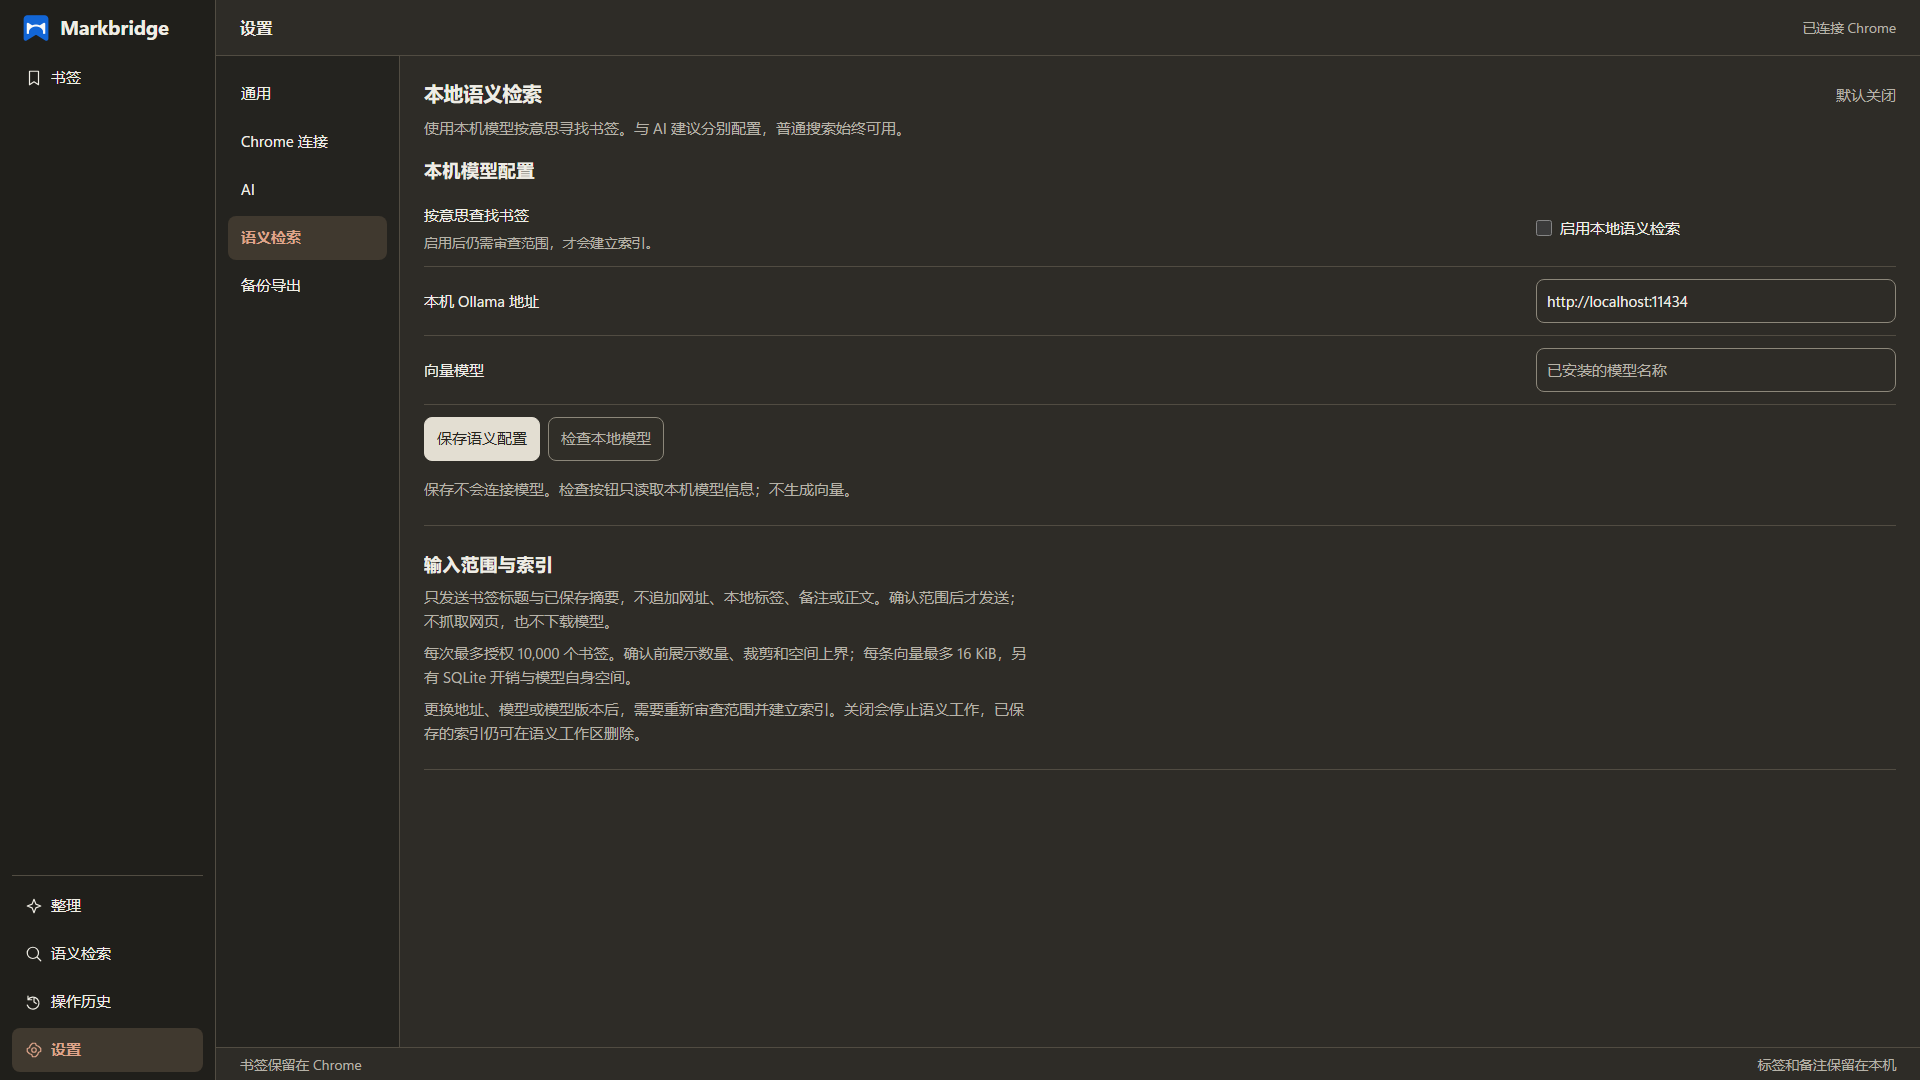 Markbridge
书签
整理
语义检索
操作历史
设置
设置
已连接 Chrome
通用
Chrome 连接
AI
语义检索
备份导出
本地语义检索
默认关闭
使用本机模型按意思寻找书签。与 AI 建议分别配置，普通搜索始终可用。
本机模型配置
按意思查找书签
启用后仍需审查范围，才会建立索引。
启用本地语义检索
本机 Ollama 地址
http://localhost:11434
向量模型
已安装的模型名称
保存语义配置
检查本地模型
保存不会连接模型。检查按钮只读取本机模型信息；不生成向量。
输入范围与索引
只发送书签标题与已保存摘要，不追加网址、本地标签、备注或正文。确认范围后才发送；
不抓取网页，也不下载模型。
每次最多授权 10,000 个书签。确认前展示数量、裁剪和空间上界；每条向量最多 16 KiB，另
有 SQLite 开销与模型自身空间。
更换地址、模型或模型版本后，需要重新审查范围并建立索引。关闭会停止语义工作，已保
存的索引仍可在语义工作区删除。
书签保留在 Chrome
标签和备注保留在本机